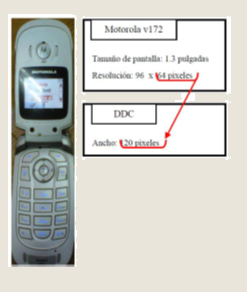 Motorola v172
Tamaño de pantalla: 1.3 pulgadas
Resolución: 96 x 64 pixeles
DDC
Ancho: 120 pixeles
MOTOROLA